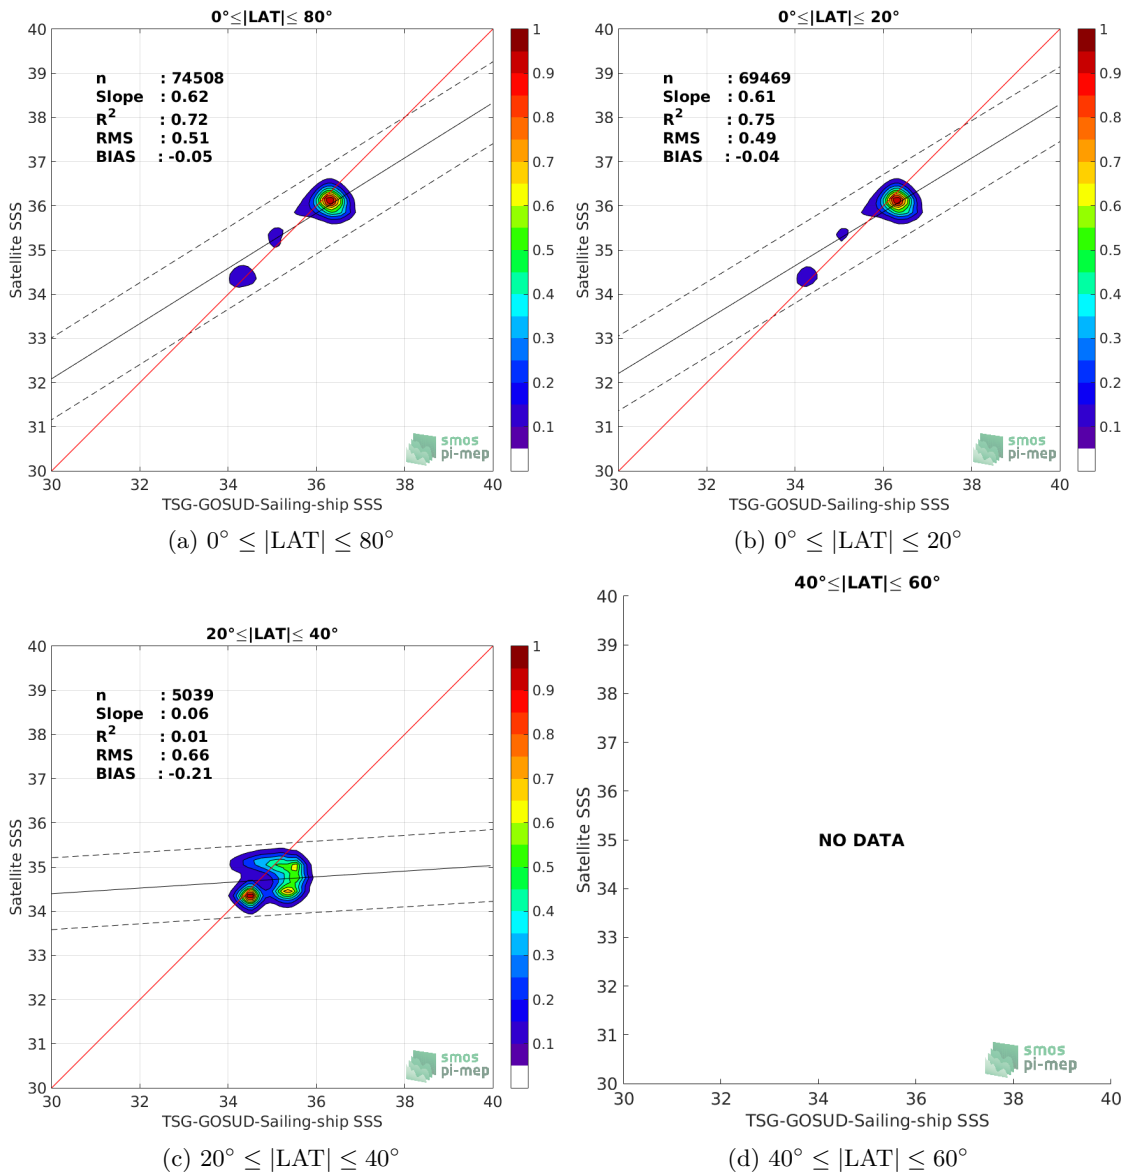 0°≤|LAT|≤ 80°
40
39
38
37
36
35
34
33
32
31
30
Satellite SSS
n : 74508
Slope : 0.62
R2 : 0.72
RMS : 0.51
BIAS : -0.05
1
0.9
0.8
0.7
0.6
0.5
0.4
0.3
0.2
0.1
smos
pi-mep
30 32 34 36 38 40
TSG-GOSUD-Sailing-ship SSS
(a) 0° ≤ |LAT| ≤ 80°
0°≤|LAT|≤ 20°
40
39
38
37
36
35
34
33
32
31
30
Satellite SSS
n : 69469
Slope : 0.61
R2 : 0.75
RMS : 0.49
BIAS : -0.04
1
0.9
0.8
0.7
0.6
0.5
0.4
0.3
0.2
0.1
smos
pi-mep
30 32 34 36 38 40
TSG-GOSUD-Sailing-ship SSS
(b) 0° ≤ |LAT| ≤ 20°
20°≤|LAT|≤ 40°
40
39
38
37
36
35
34
33
32
31
30
Satellite SSS
n : 5039
Slope : 0.06
R2 : 0.01
RMS : 0.66
BIAS : -0.21
1
0.9
0.8
0.7
0.6
0.5
0.4
0.3
0.2
0.1
smos
pi-mep
30 32 34 36 38 40
TSG-GOSUD-Sailing-ship SSS
(c) 20° ≤ |LAT| ≤ 40°
40°≤|LAT|≤ 60°
40
39
38
37
36
35
34
33
32
31
30
Satellite SSS
NO DATA
smos
pi-mep
30 32 34 36 38 40
TSG-GOSUD-Sailing-ship SSS
(d) 40° ≤ |LAT| ≤ 60°